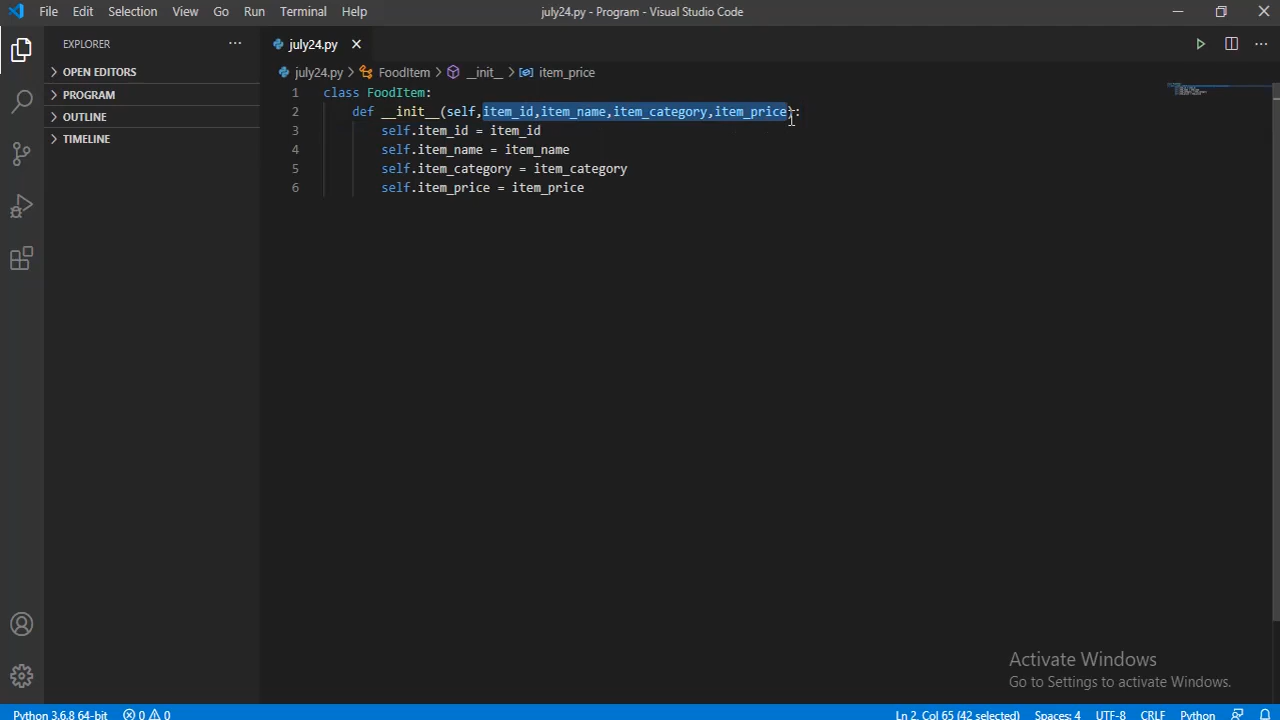 File Edit Selection View Go Run Terminal Help july24.py - Program - Visual Studio Code
EXPLORER
OPEN EDITORS
PROGRAM
OUTLINE
TIMELINE
july24.py
july24.py FoodItem __init__ item_price
1 class FoodItem:
2 def __init__(self,item_id,item_name,item_category,item_price):
3 self.item_id = item_id
4 self.item_name = item_name
5 self.item_category = item_category
6 self.item_price = item_price
Activate Windows
Go to Settings to activate Windows.
Python 3.6.8 64-bit 0 0 Ln 2, Col 65 (42 selected) Spaces: 4 UTF-8 CRLF Python